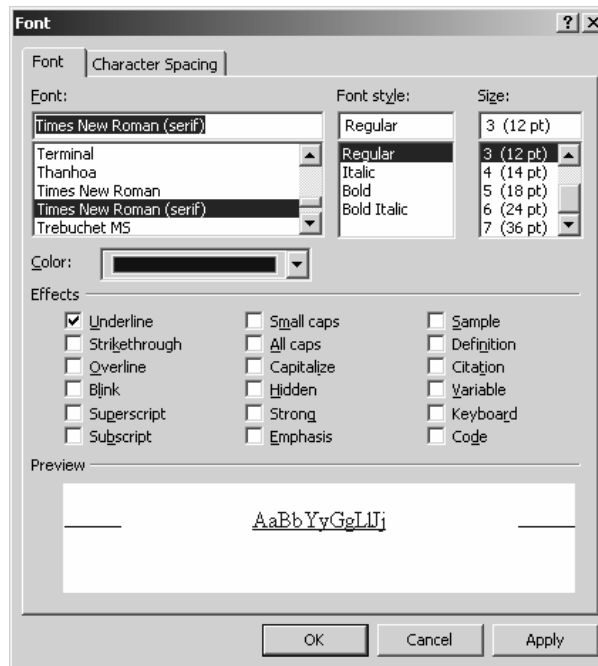 Font
Font Character Spacing
Font: Font style: Size:
Times New Roman (serif) Regular 3 (12 pt)
Terminal Regular 3 (12 pt)
Thanhoa Italic 4 (14 pt)
Times New Roman Bold 5 (18 pt)
Times New Roman (serif) Bold Italic 6 (24 pt)
Trebuchet MS 7 (36 pt)
Color:
Effects
Underline Small caps Sample
Strikethrough All caps Definition
Overline Capitalize Citation
Blink Hidden Variable
Superscript Strong Keyboard
Subscript Emphasis Code
Preview
AaBbYyGgLlJj
OK Cancel Apply